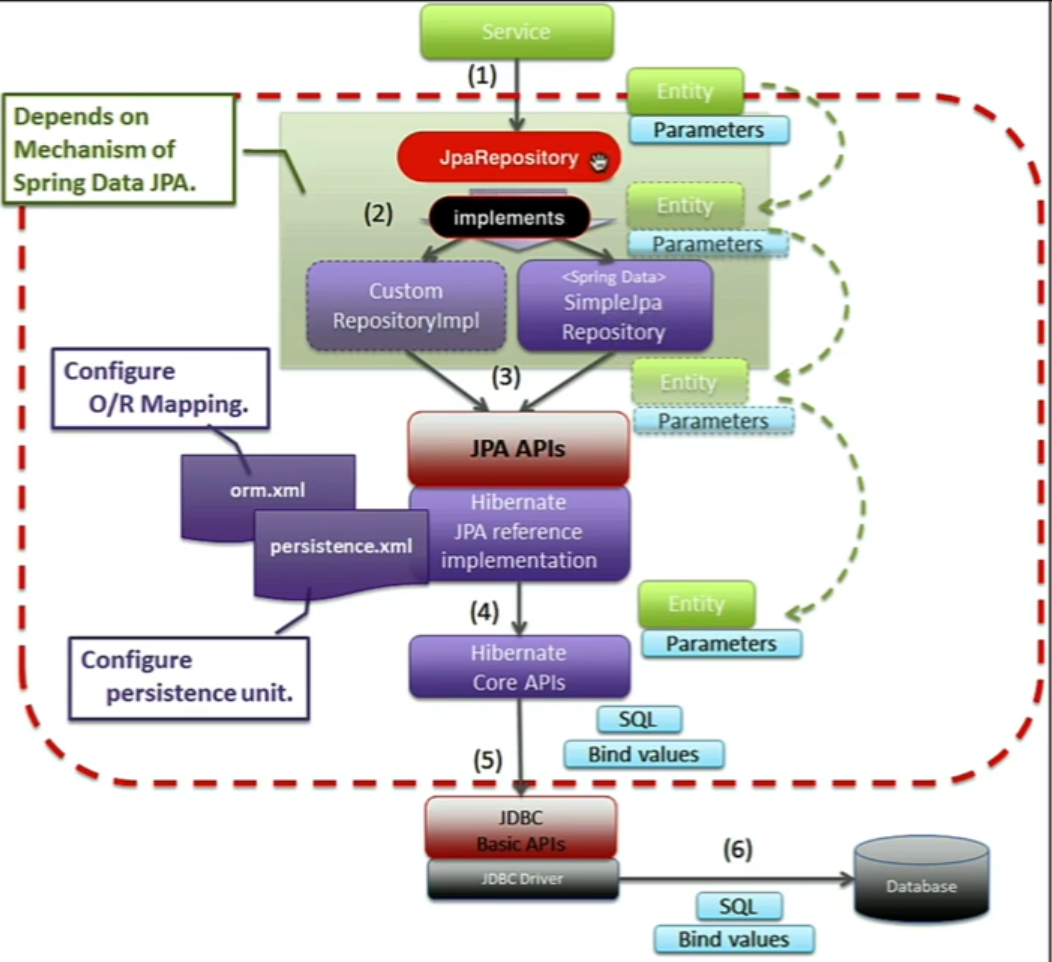 Service
(1)
Entity
Parameters
Depends on
Mechanism of
Spring Data JPA.
JpaRepository
(2)
implements
Entity
Parameters
Custom
RepositoryImpl
<Spring Data>
SimpleJpa
Repository
(3)
Entity
Parameters
Configure
O/R Mapping.
JPA APIs
orm.xml
Hibernate
JPA reference
implementation
persistence.xml
(4)
Entity
Parameters
Configure
persistence unit.
Hibernate
Core APIs
SQL
Bind values
(5)
JDBC
Basic APIs
JDBC Driver
(6)
Database
SQL
Bind values